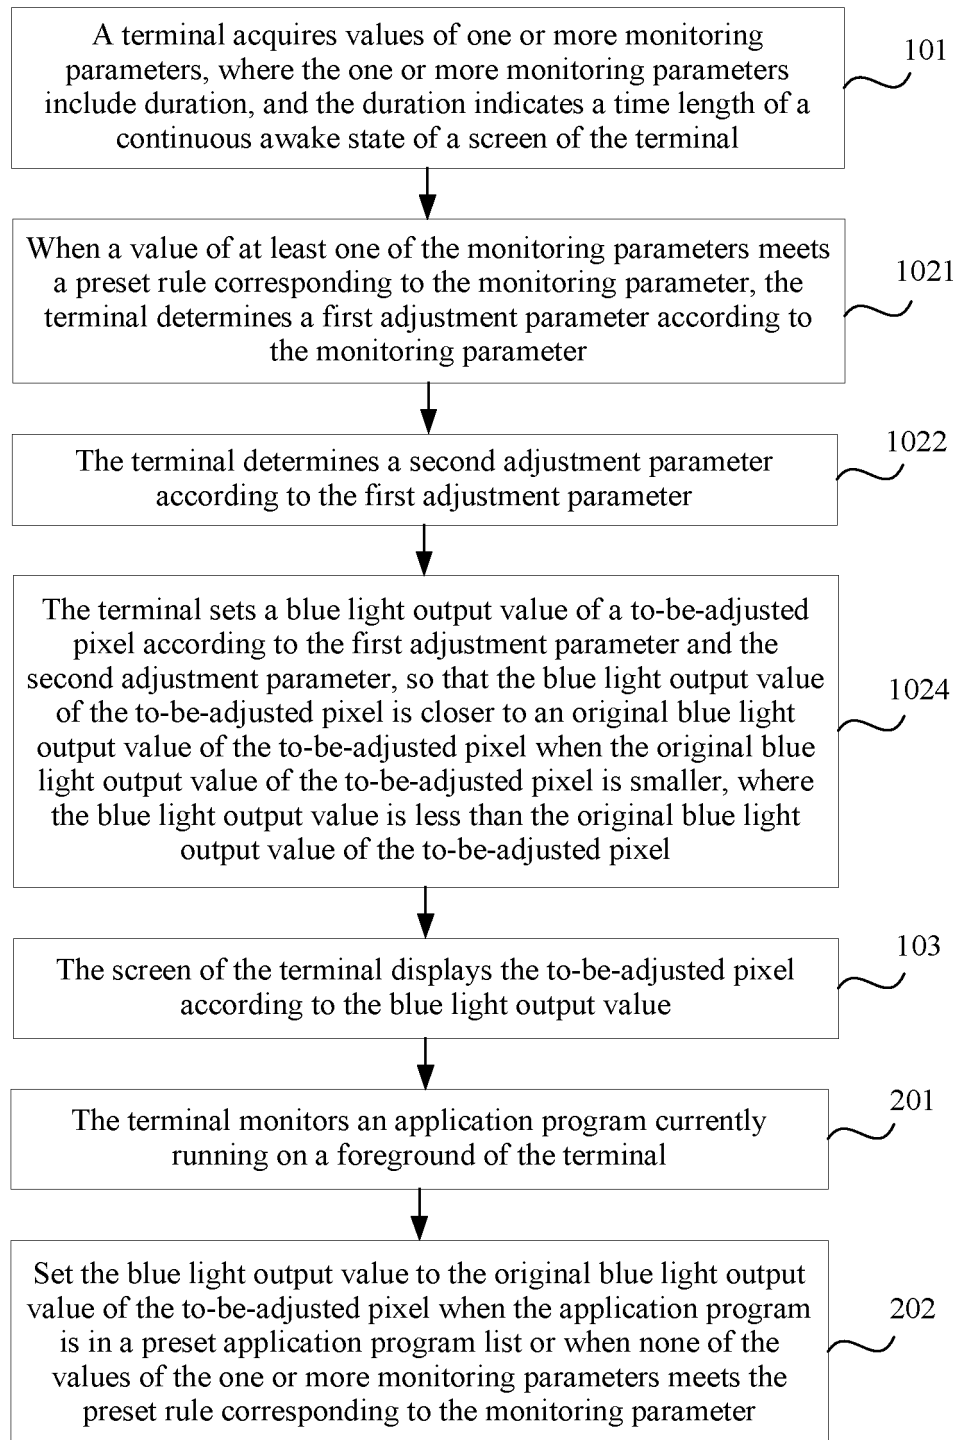 A terminal acquires values of one or more monitoring
parameters, where the one or more monitoring parameters
include duration, and the duration indicates a time length of a
continuous awake state of a screen of the terminal
101
When a value of at least one of the monitoring parameters meets
a preset rule corresponding to the monitoring parameter, the
terminal determines a first adjustment parameter according to
the monitoring parameter
1021
The terminal determines a second adjustment parameter
according to the first adjustment parameter
1022
The terminal sets a blue light output value of a to-be-adjusted
pixel according to the first adjustment parameter and the
second adjustment parameter, so that the blue light output value
of the to-be-adjusted pixel is closer to an original blue light
output value of the to-be-adjusted pixel when the original blue
light output value of the to-be-adjusted pixel is smaller, where
the blue light output value is less than the original blue light
output value of the to-be-adjusted pixel
1024
The screen of the terminal displays the to-be-adjusted pixel
according to the blue light output value
103
The terminal monitors an application program currently
running on a foreground of the terminal
201
Set the blue light output value to the original blue light output
value of the to-be-adjusted pixel when the application program
is in a preset application program list or when none of the
values of the one or more monitoring parameters meets the
preset rule corresponding to the monitoring parameter
202